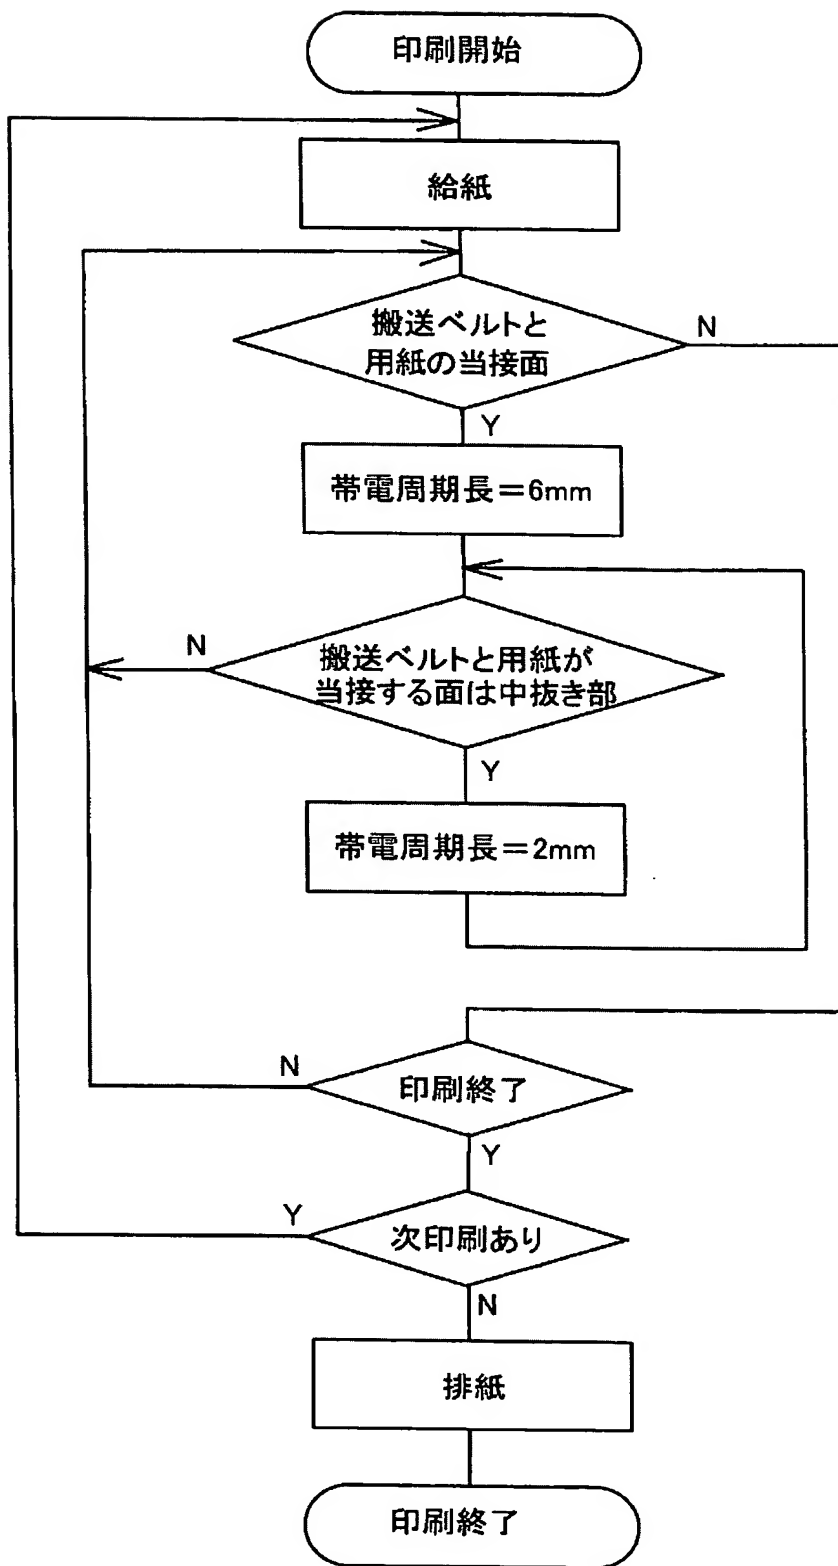 印刷開始
給紙
搬送ベルトと
用紙の当接面
N
Y
帯電周期長＝6mm
N
搬送ベルトと用紙が
当接する面は中抜き部
Y
帯電周期長＝2mm
N
印刷終了
Y
Y
次印刷あり
N
排紙
印刷終了